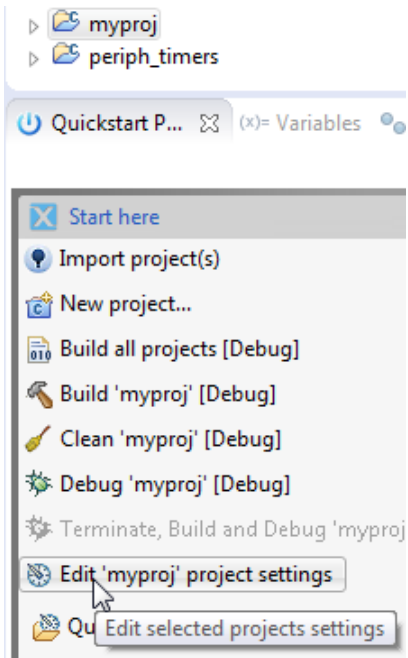 myproj
periph_timers
Quickstart P... (x)= Variables
Start here
Import project(s)
New project...
Build all projects [Debug]
Build 'myproj' [Debug]
Clean 'myproj' [Debug]
Debug 'myproj' [Debug]
Terminate, Build and Debug 'myproj
Edit 'myproj' project settings
Qu
Edit selected projects settings